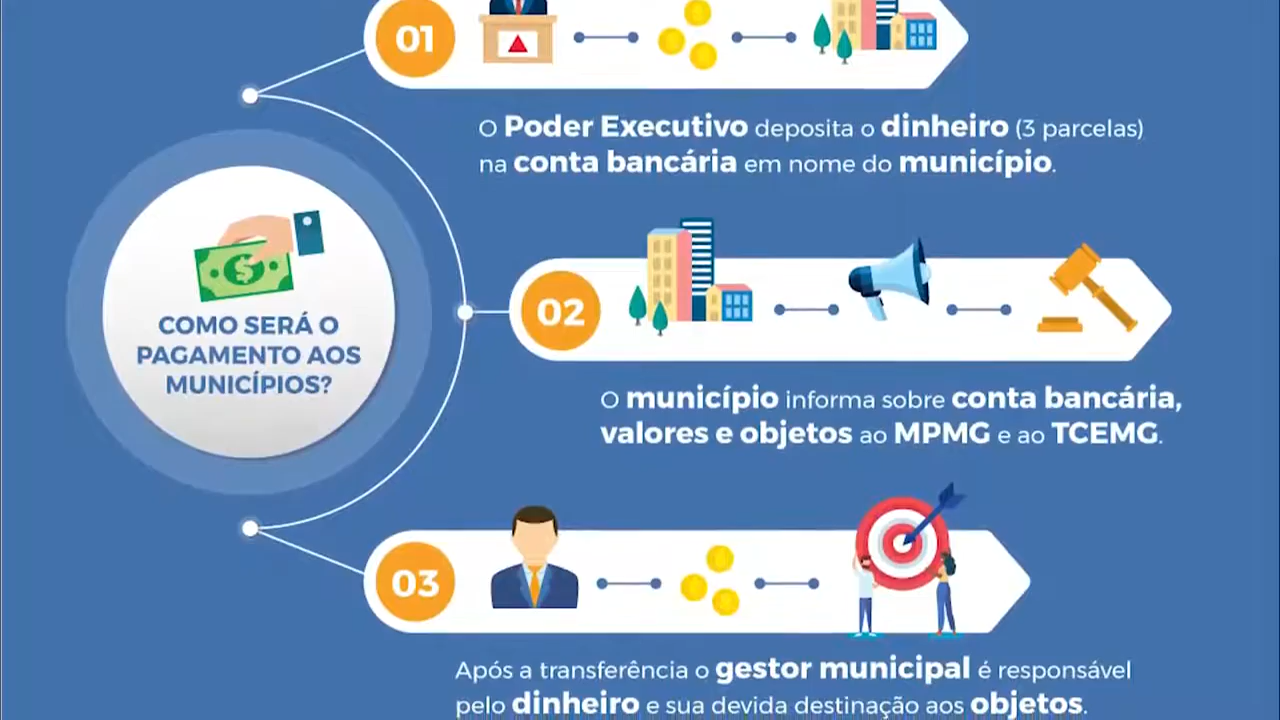 01
O Poder Executivo deposita o dinheiro (3 parcelas)
na conta bancária em nome do município.
COMO SERÁ O
PAGAMENTO AOS
MUNICÍPIOS?
$
02
O município informa sobre conta bancária,
valores e objetos ao MPMG e ao TCEMG.
03
Após a transferência o gestor municipal é responsável
pelo dinheiro e sua devida destinação aos objetos.